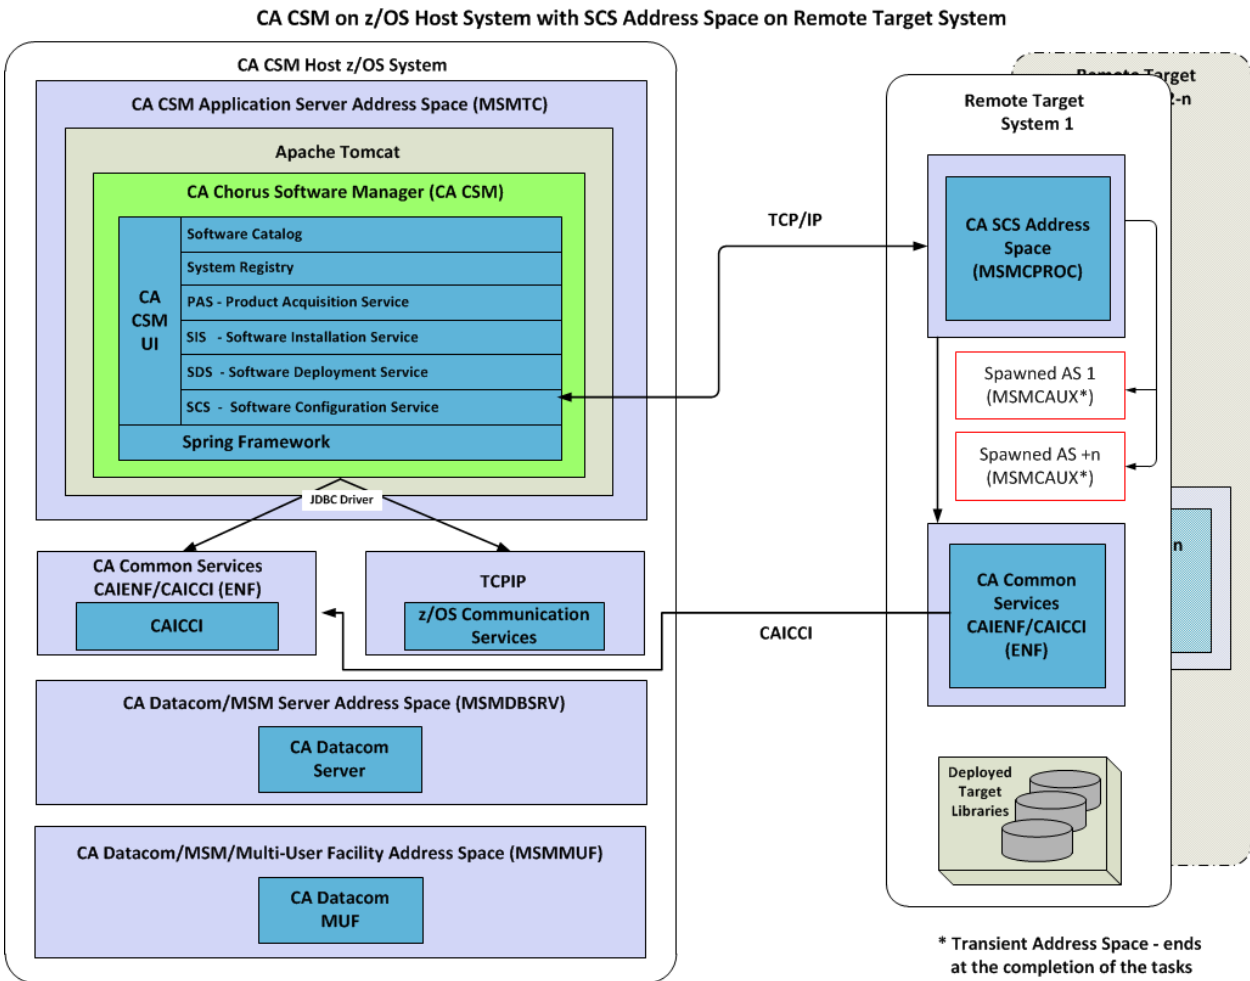 CA CSM on z/OS Host System with SCS Address Space on Remote Target System
CA CSM Host z/OS System
CA CSM Application Server Address Space (MSMTC)
Apache Tomcat
CA Chorus Software Manager (CA CSM)
CA
CSM
UI
Software Catalog
System Registry
PAS - Product Acquisition Service
SIS - Software Installation Service
SDS - Software Deployment Service
SCS - Software Configuration Service
Spring Framework
JDBC Driver
CA Common Services
CAIENF/CAICCI (ENF)
CAICCI
TCPIP
z/OS Communication
Services
CA Datacom/MSM Server Address Space (MSMDBSRV)
CA Datacom
Server
CA Datacom/MSM/Multi-User Facility Address Space (MSMMUF)
CA Datacom
MUF
TCP/IP
CAICCI
Remote Target
2-n
Remote Target
System 1
CA SCS Address
Space
(MSMCPROC)
Spawned AS 1
(MSMCAUX*)
Spawned AS +n
(MSMCAUX*)
CA Common
Services
CAIENF/CAICCI
(ENF)
n
Deployed
Target
Libraries
* Transient Address Space - ends
at the completion of the tasks